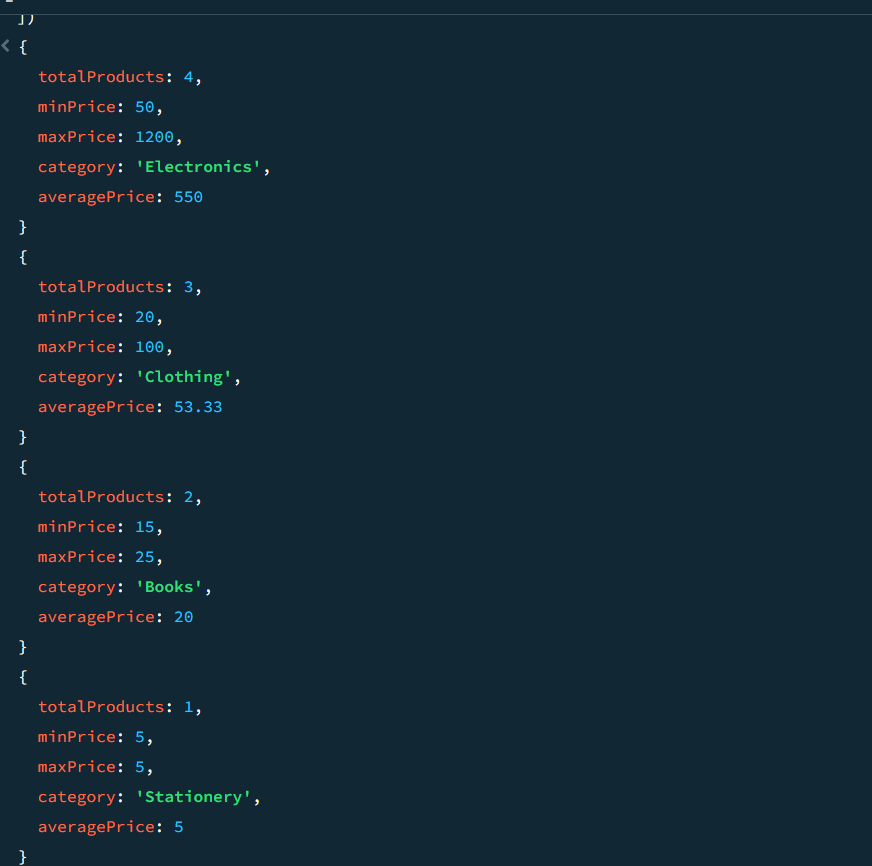 ])
{
totalProducts: 4,
minPrice: 50,
maxPrice: 1200,
category: 'Electronics',
averagePrice: 550
}
{
totalProducts: 3,
minPrice: 20,
maxPrice: 100,
category: 'Clothing',
averagePrice: 53.33
}
{
totalProducts: 2,
minPrice: 15,
maxPrice: 25,
category: 'Books',
averagePrice: 20
}
{
totalProducts: 1,
minPrice: 5,
maxPrice: 5,
category: 'Stationery',
averagePrice: 5
}